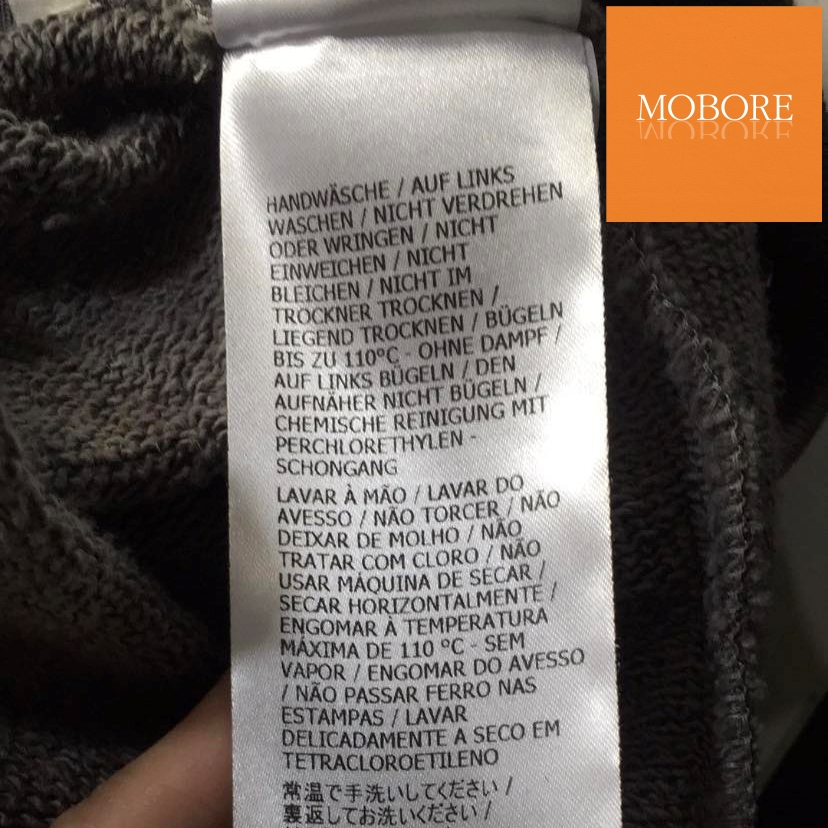 MOBORE
HANDWÄSCHE / AUF LINKS
WASCHEN / NICHT VERDREHEN
ODER WRINGEN / NICHT
EINWEICHEN / NICHT
BLEICHEN / NICHT IM
TROCKNER TROCKNEN /
LIEGEND TROCKNEN / BÜGELN
BIS ZU 110°C - OHNE DAMPF /
AUF LINKS BÜGELN / DEN
AUFNÄHER NICHT BÜGELN /
CHEMISCHE REINIGUNG MIT
PERCHLORETHYLEN -
SCHONGANG
LAVAR À MÃO / LAVAR DO
AVESSO / NÃO TORCER / NÃO
DEIXAR DE MOLHO / NÃO
TRATAR COM CLORO / NÃO
USAR MÁQUINA DE SECAR /
SECAR HORIZONTALMENTE /
ENGOMAR À TEMPERATURA
MÁXIMA DE 110 °C - SEM
VAPOR / ENGOMAR DO AVESSO
/ NÃO PASSAR FERRO NAS
ESTAMPAS / LAVAR
DELICADAMENTE A SECO EM
TETRACLOROETILENO
常温で手洗いしてください /
裏返してお洗いください /